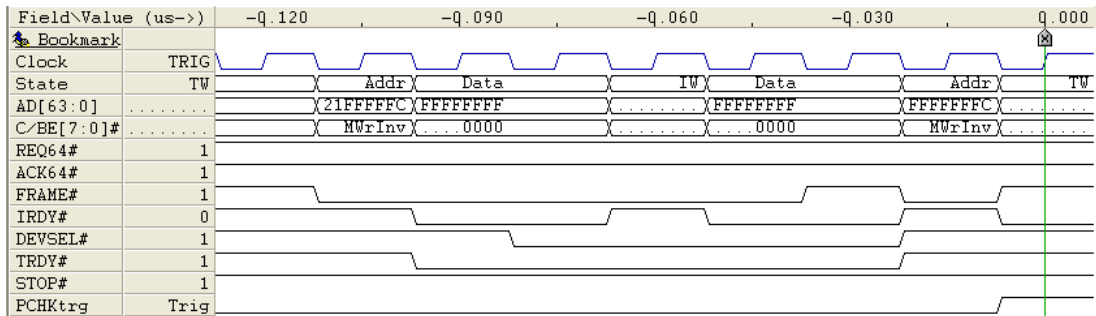 Field\Value (us->) -0.120 -0.090 -0.060 -0.030 0.000
Bookmark
Clock TRIG
State TW Addr Data IW Data Addr TW
AD[63:0] ........ 21FFFFFC FFFFFFFF ........ FFFFFFFF FFFFFFFC ........
C/BE[7:0]# ........ MWrInv ....0000 ........ ....0000 MWrInv ........
REQ64# 1
ACK64# 1
FRAME# 1
IRDY# 0
DEVSEL# 1
TRDY# 1
STOP# 1
PCHKtrg Trig